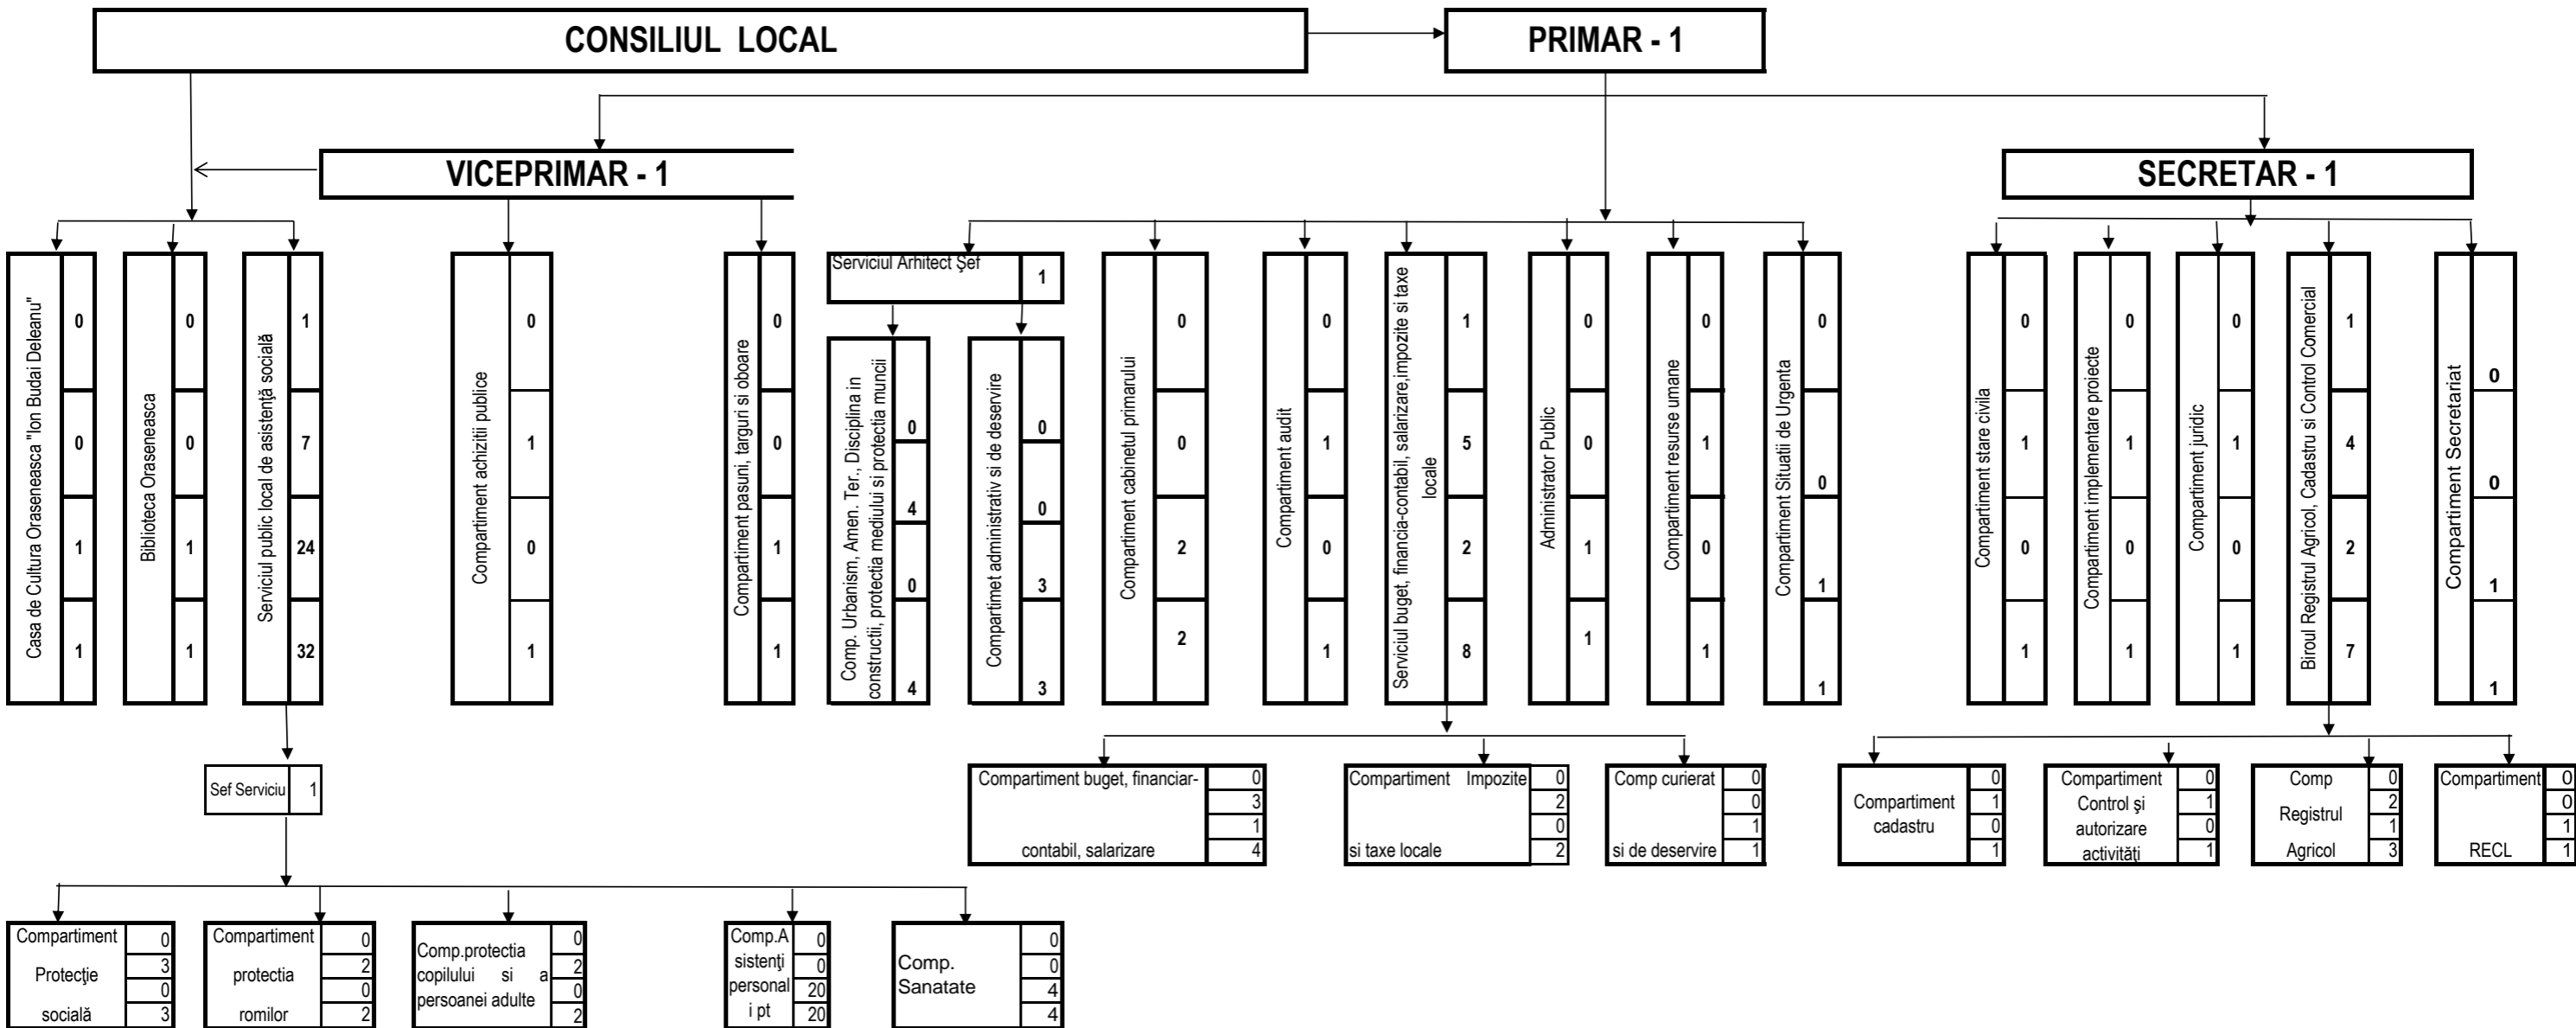 CONSILIUL LOCAL
PRIMAR - 1
VICEPRIMAR - 1
SECRETAR - 1
Casa de Cultura Oraseneasca "Ion Budai Deleanu"
0
0
1
1
Biblioteca Oraseneasca
0
0
1
1
Serviciul public local de asistenţă socială
1
7
24
32
Compartiment achizitii publice
0
1
0
1
Compartiment pasuni, targuri si oboare
0
0
1
1
Serviciul Arhitect Şef
1
Comp. Urbanism, Amen. Ter., Disciplina in
constructii, protectia mediului si protectia muncii
0
4
0
4
Compartimet administrativ si de deservire
0
0
3
3
Compartiment cabinetul primarului
0
0
2
2
Compartiment audit
0
1
0
1
Serviciul buget, financia-contabil, salarizare,impozite si taxe
locale
1
5
2
8
Administrator Public
0
0
1
1
Compartiment resurse umane
0
1
0
1
Compartiment Situatii de Urgenta
0
0
1
1
Compartiment stare civila
0
1
0
1
Compartiment implementare proiecte
0
1
0
1
Compartiment juridic
0
1
0
1
Biroul Registrul Agricol, Cadastru si Control Comercial
1
4
2
7
Compartiment Secretariat
0
0
1
1
Sef Serviciu
1
Compartiment buget, financiar-
contabil, salarizare
0
3
1
4
Compartiment Impozite
si taxe locale
0
2
0
2
Comp curierat
si de deservire
0
0
1
1
Compartiment
cadastru
0
1
0
1
Compartiment
Control şi
autorizare
activităţi
0
1
0
1
Comp
Registrul
Agricol
0
2
1
3
Compartiment
RECL
0
0
1
1
Compartiment
Protecţie
socială
0
3
0
3
Compartiment
protectia
romilor
0
2
0
2
Comp.protectia
copilului si a
persoanei adulte
0
2
0
2
Comp.A
sistenţi
personal
i pt
0
0
20
20
Comp.
Sanatate
0
0
4
4